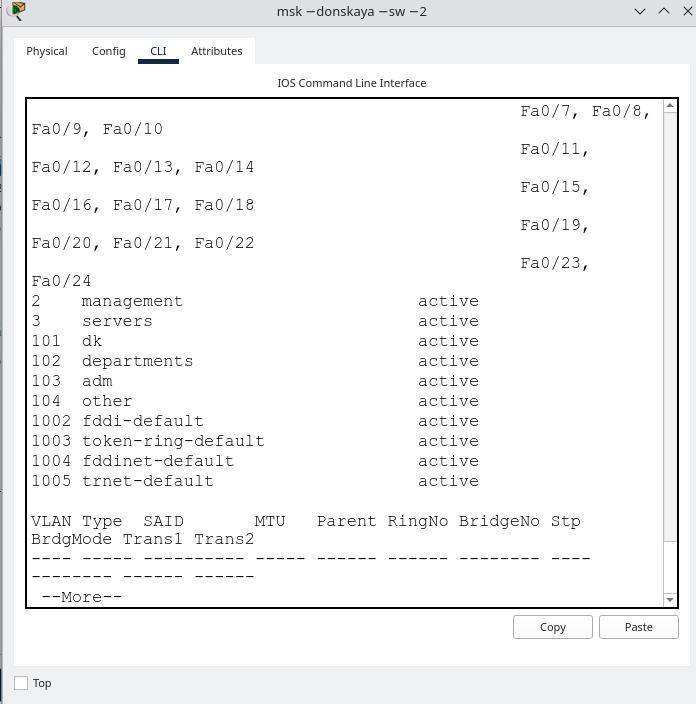 msk −donskaya −sw −2
Physical Config CLI Attributes
IOS Command Line Interface
Fa0/7, Fa0/8,
Fa0/9, Fa0/10
Fa0/11,
Fa0/12, Fa0/13, Fa0/14
Fa0/15,
Fa0/16, Fa0/17, Fa0/18
Fa0/19,
Fa0/20, Fa0/21, Fa0/22
Fa0/23,
Fa0/24
2    management                       active
3    servers                          active
101  dk                               active
102  departments                      active
103  adm                              active
104  other                            active
1002 fddi-default                     active
1003 token-ring-default               active
1004 fddinet-default                  active
1005 trnet-default                    active
VLAN Type  SAID       MTU   Parent RingNo BridgeNo Stp
BrdgMode Trans1 Trans2
---- ----- ---------- ----- ------ ------ -------- ----
-------- ------ ------
 --More--
Copy Paste
Top